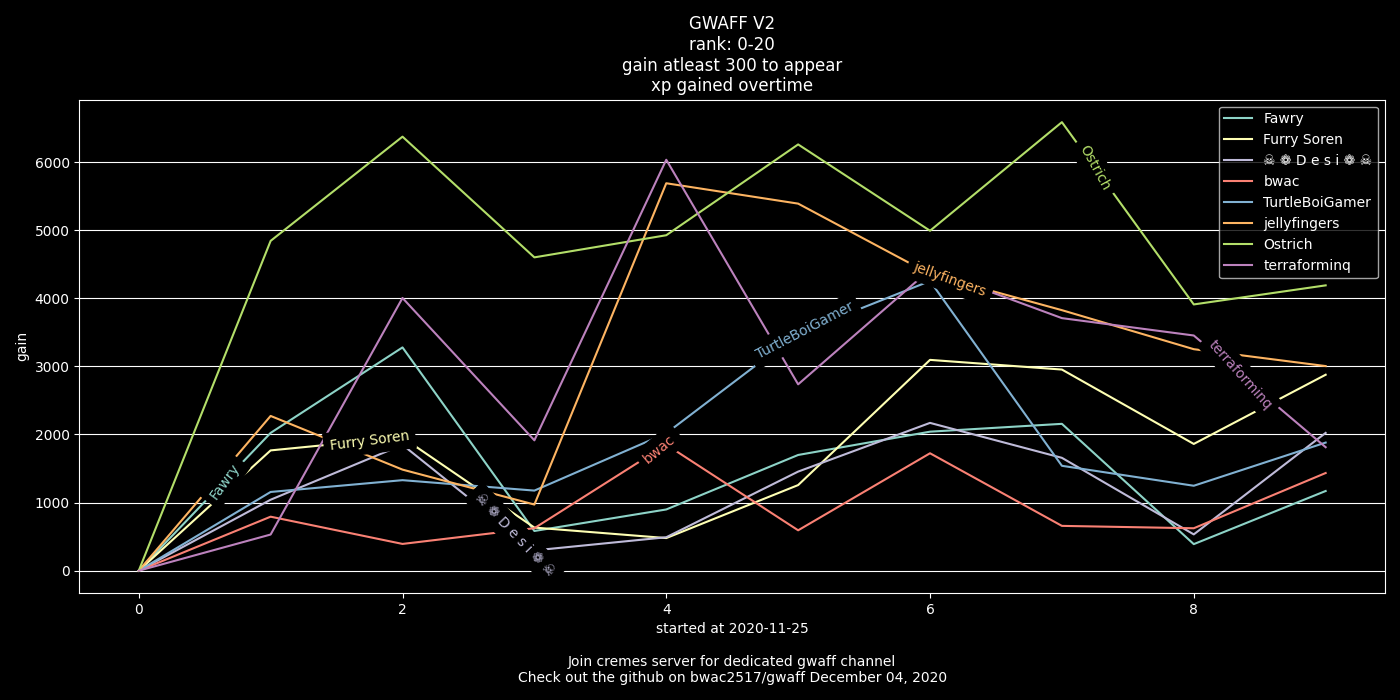 GWAFF V2
rank: 0-20
gain atleast 300 to appear
xp gained overtime
gain
6000
5000
4000
3000
2000
1000
0
0 2 4 6 8
Fawry
Furry Soren
☠ ❁ D e s i ❁ ☠
bwac
TurtleBoiGamer
jellyfingers
Ostrich
terraforminq
Ostrich
jellyfingers
TurtleBoiGamer
terraforminq
Furry Soren
bwac
Fawry
☠ ❁ D e s i ❁ ☠
started at 2020-11-25
Join cremes server for dedicated gwaff channel
Check out the github on bwac2517/gwaff December 04, 2020